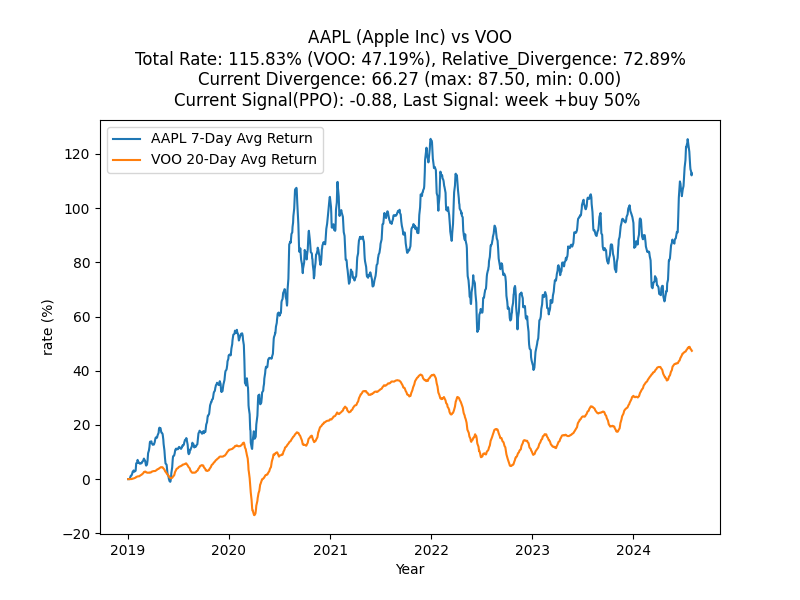 AAPL (Apple Inc) vs VOO
Total Rate: 115.83% (VOO: 47.19%), Relative_Divergence: 72.89%
Current Divergence: 66.27 (max: 87.50, min: 0.00)
Current Signal(PPO): -0.88, Last Signal: week +buy 50%
AAPL 7-Day Avg Return
VOO 20-Day Avg Return
rate (%)
120
100
80
60
40
20
0
−20
2019 2020 2021 2022 2023 2024
Year